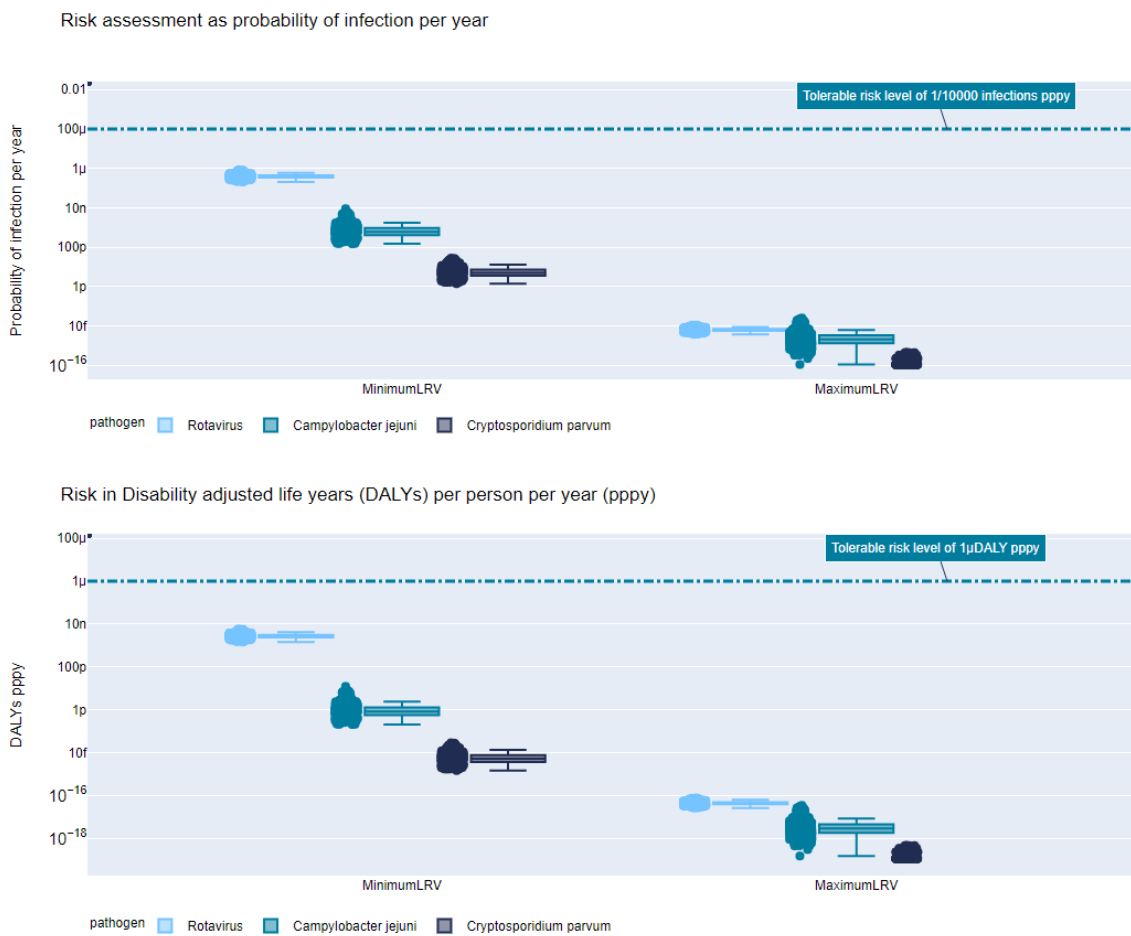 Risk assessment as probability of infection per year
Tolerable risk level of 1/10000 infections pppy
Probability of infection per year
0.01
100μ
1μ
10n
100p
1p
10f
10−16
MinimumLRV
MaximumLRV
pathogen Rotavirus Campylobacter jejuni Cryptosporidium parvum
Risk in Disability adjusted life years (DALYs) per person per year (pppy)
Tolerable risk level of 1μDALY pppy
DALYs pppy
100μ
1μ
10n
100p
1p
10f
10−16
10−18
MinimumLRV
MaximumLRV
pathogen Rotavirus Campylobacter jejuni Cryptosporidium parvum